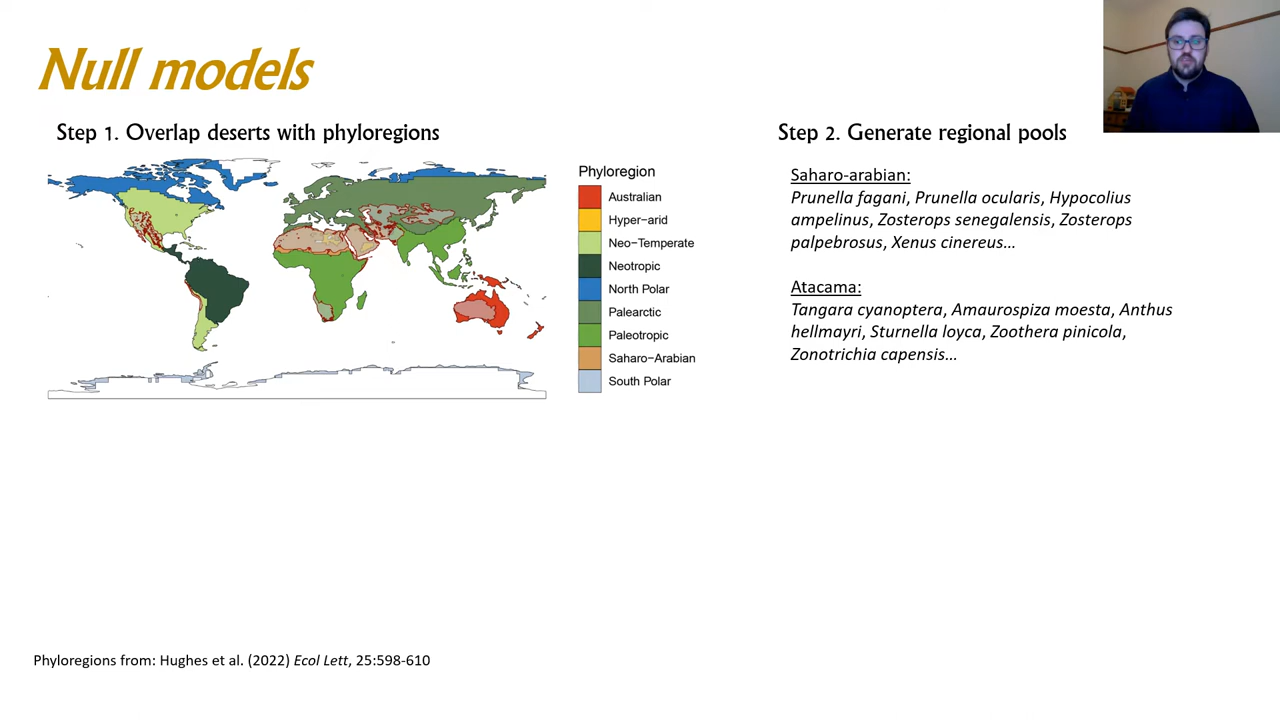 Null models
Step 1. Overlap deserts with phyloregions
Phyloregion
Australian
Hyper-arid
Neo-Temperate
Neotropic
North Polar
Palearctic
Paleotropic
Saharo-Arabian
South Polar
Step 2. Generate regional pools
Saharo-arabian:
Prunella fagani, Prunella ocularis, Hypocolius
ampelinus, Zosterops senegalensis, Zosterops
palpebrosus, Xenus cinereus...
Atacama:
Tangara cyanoptera, Amaurospiza moesta, Anthus
hellmayri, Sturnella loyca, Zoothera pinicola,
Zonotrichia capensis...
Phyloregions from: Hughes et al. (2022) Ecol Lett, 25:598-610